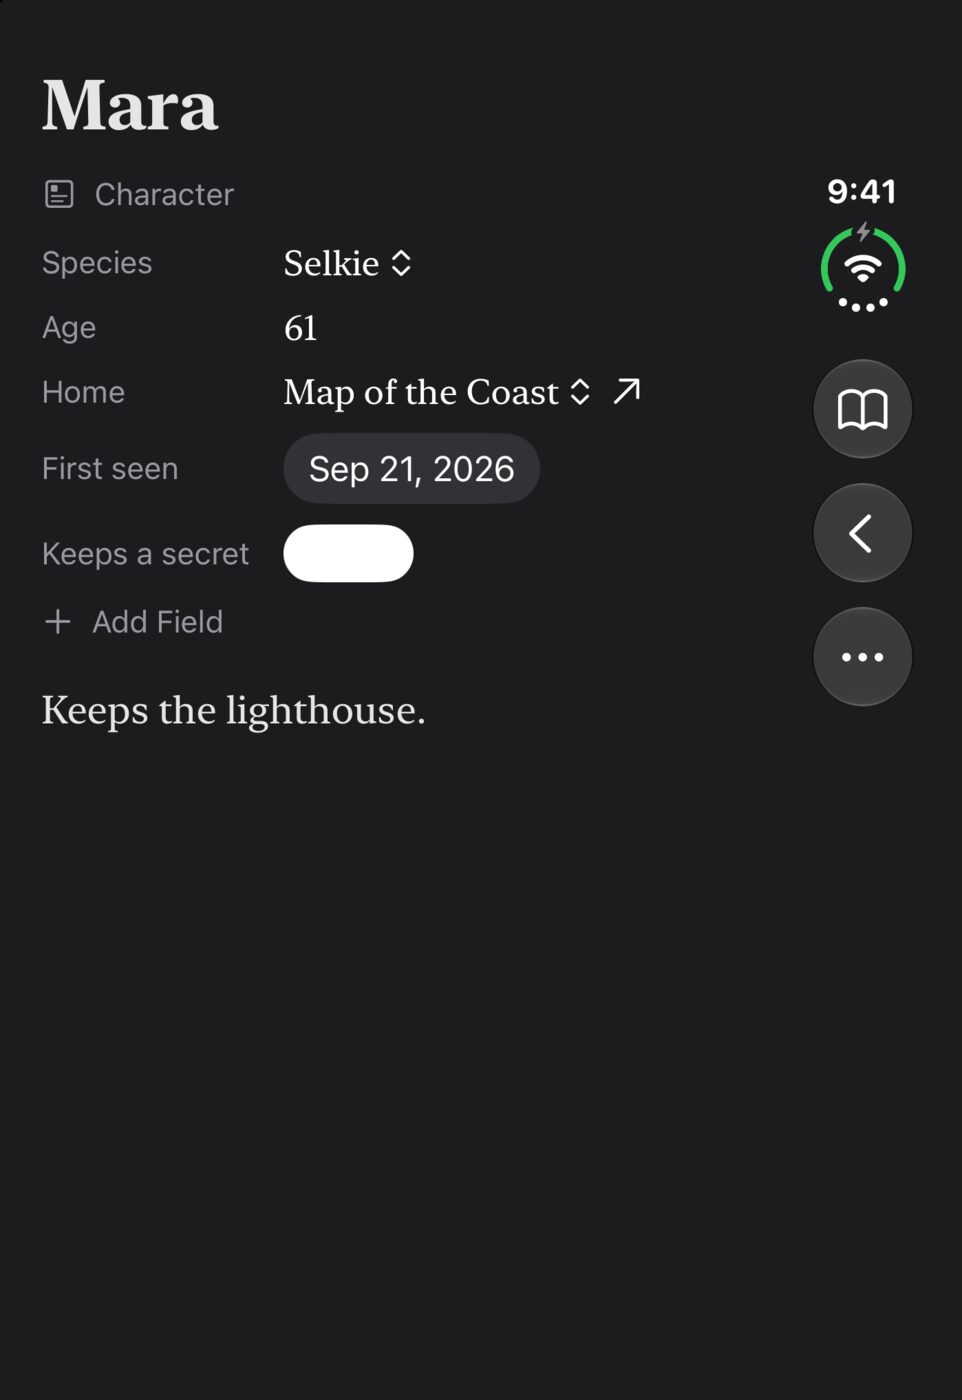 Mara
Character
9:41
Species Selkie
Age 61
Home Map of the Coast
First seen Sep 21, 2026
Keeps a secret
Add Field
Keeps the lighthouse.